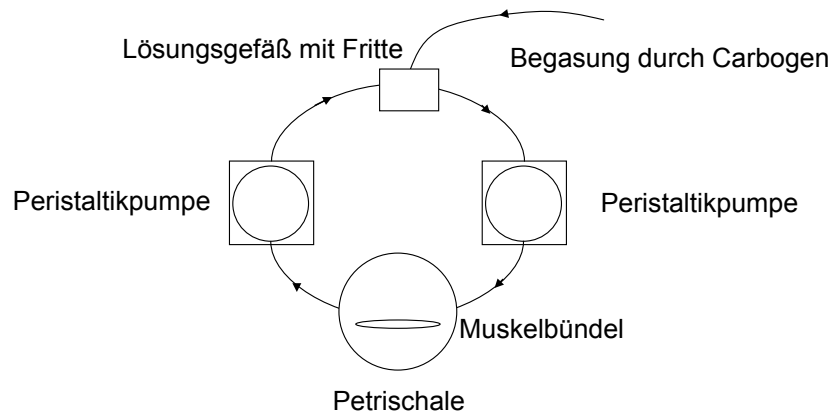 Lösungsgefäß mit Fritte
Begasung durch Carbogen
Peristaltikpumpe
Peristaltikpumpe
Muskelbündel
Petrischale